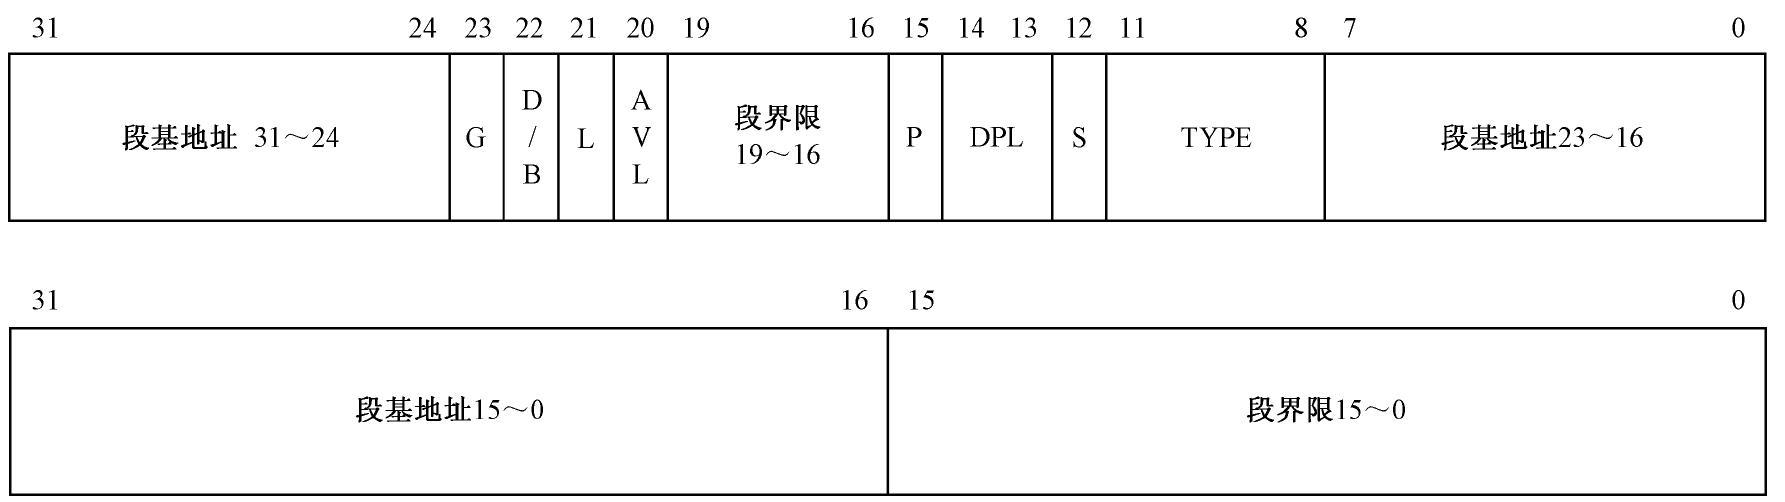 31 24 23 22 21 20 19 16 15 14 13 12 11 8 7 0
段基地址 31～24 G D/B L AVL 段界限 19～16 P DPL S TYPE 段基地址23～16
31 16 15 0
段基地址15～0 段界限15～0